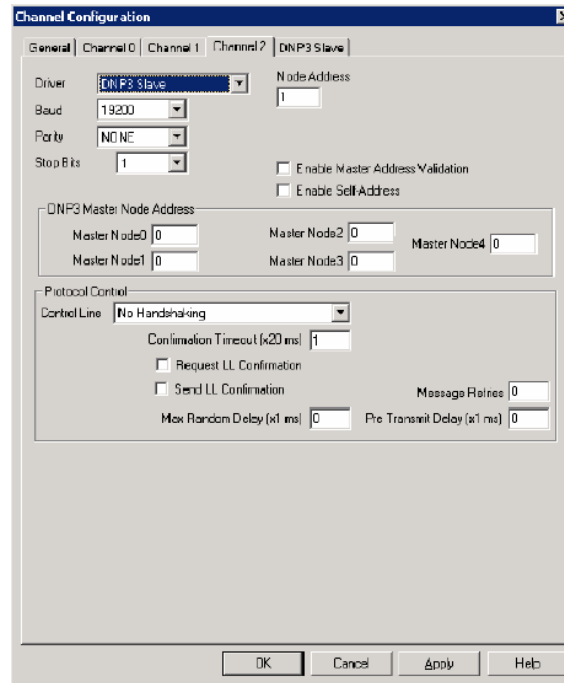 Channel Configuration
General
Channel 0
Channel 1
Channel 2
DNP3 Slave
Driver
DNP3 Slave
Node Address
1
Baud
19200
Parity
NONE
Stop Bits
1
Enable Master Address Validation
Enable Self-Address
DNP3 Master Node Address
Master Node0 0
Master Node2 0
Master Node4 0
Master Node1 0
Master Node3 0
Protocol Control
Control Line
No Handshaking
Confirmation Timeout (x20 ms) 1
Request LL Confirmation
Send LL Confirmation
Message Retries 0
Max Random Delay (x1 ms) 0
Pre Transmit Delay (x1 ms) 0
OK
Cancel
Apply
Help